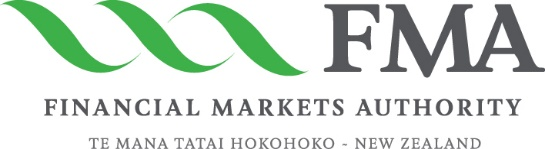 FMA
FINANCIAL MARKETS AUTHORITY
TE MANA TATAI HOKOHOKO - NEW ZEALAND